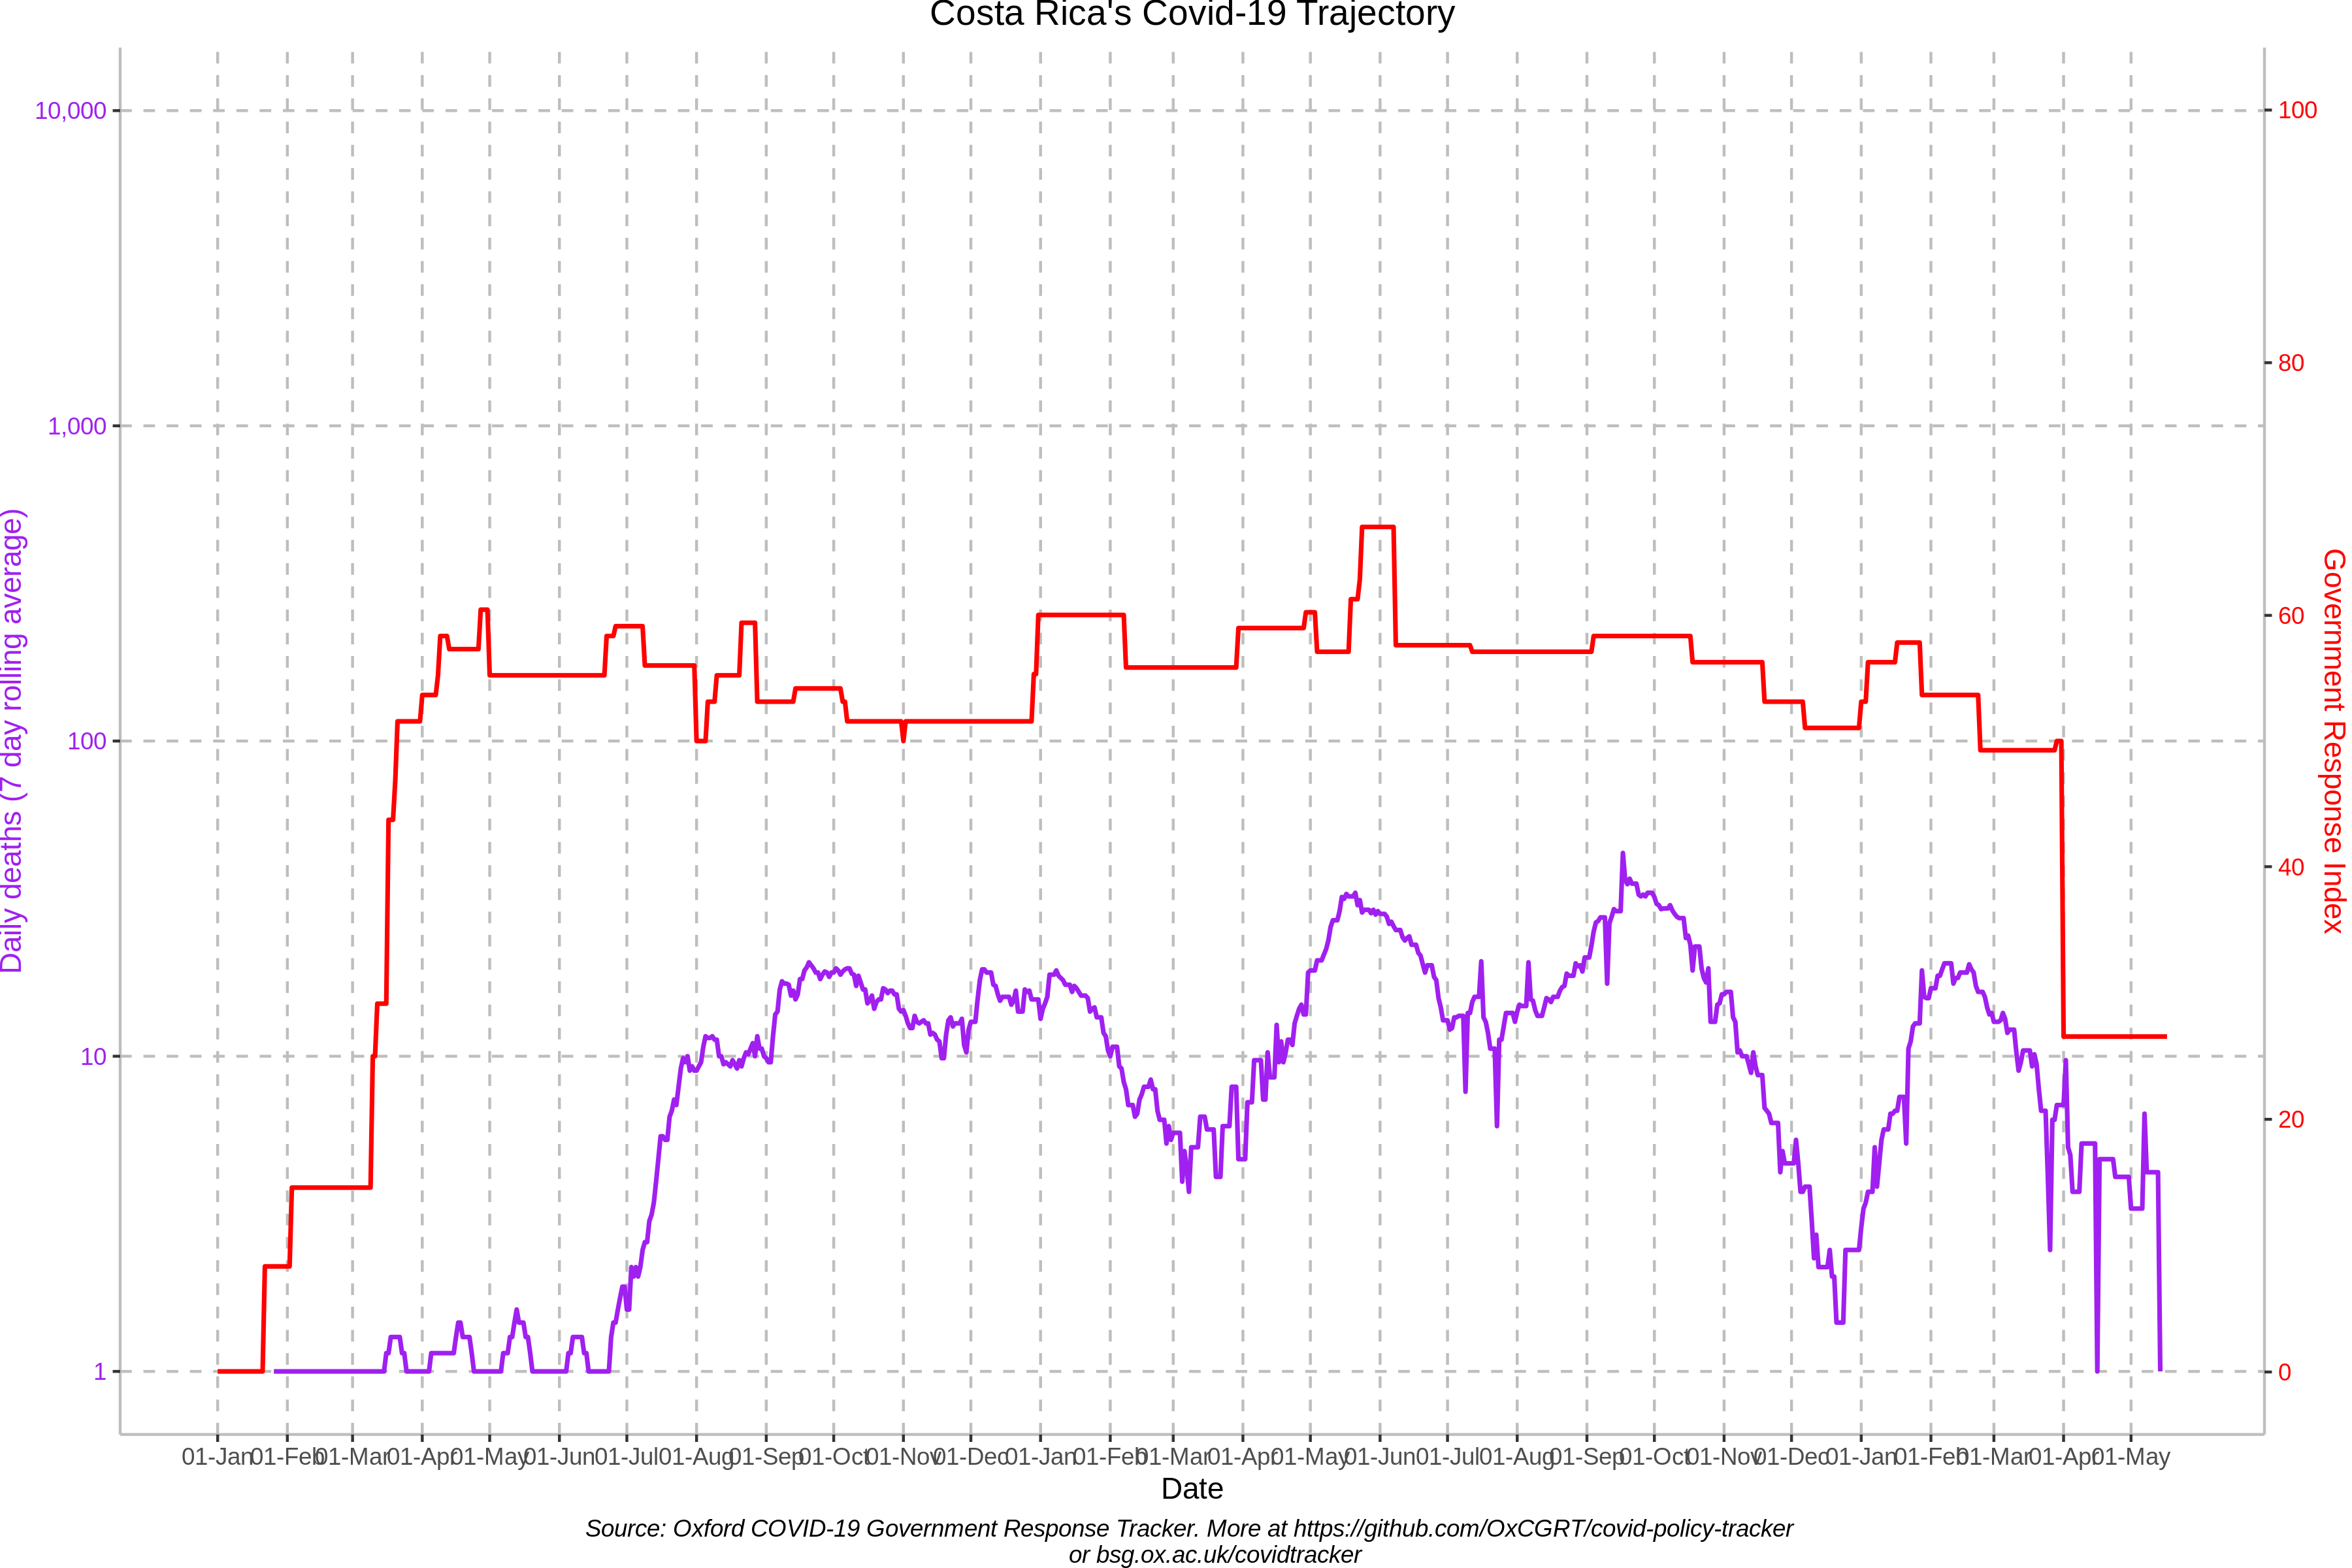 Costa Rica's Covid-19 Trajectory
10,000
1,000
100
10
1
Daily deaths (7 day rolling average)
100
80
60
40
20
0
Government Response Index
01-Jan 01-Feb 01-Mar 01-Apr 01-May 01-Jun 01-Jul 01-Aug 01-Sep 01-Oct 01-Nov 01-Dec 01-Jan 01-Feb 01-Mar 01-Apr 01-May 01-Jun 01-Jul 01-Aug 01-Sep 01-Oct 01-Nov 01-Dec 01-Jan 01-Feb 01-Mar 01-Apr 01-May
Date
Source: Oxford COVID-19 Government Response Tracker. More at https://github.com/OxCGRT/covid-policy-tracker
or bsg.ox.ac.uk/covidtracker